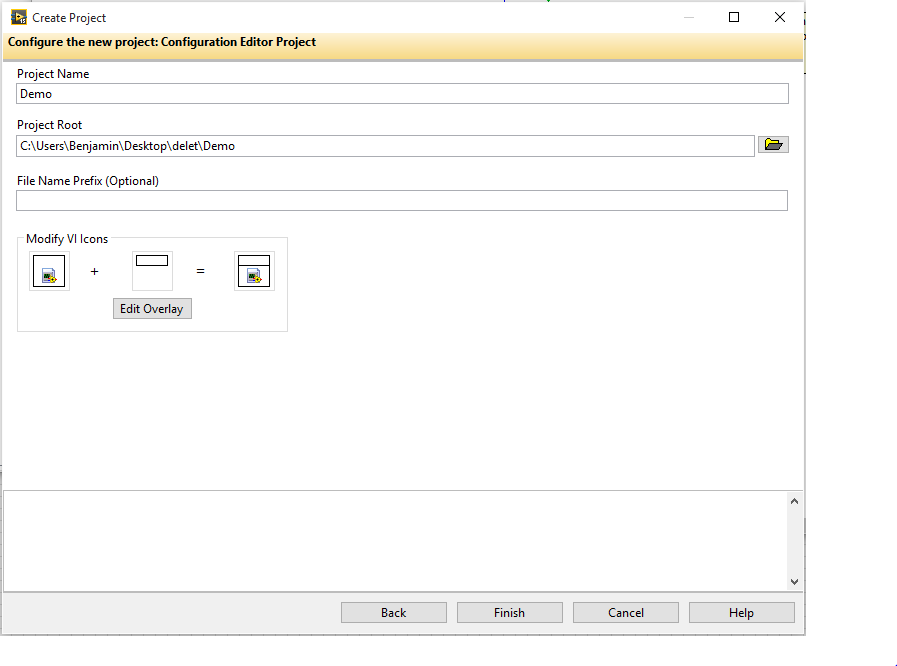 Create Project
Configure the new project: Configuration Editor Project
Project Name
Demo
Project Root
C:\Users\Benjamin\Desktop\delet\Demo
File Name Prefix (Optional)
Modify VI Icons
+ =
Edit Overlay
Back Finish Cancel Help